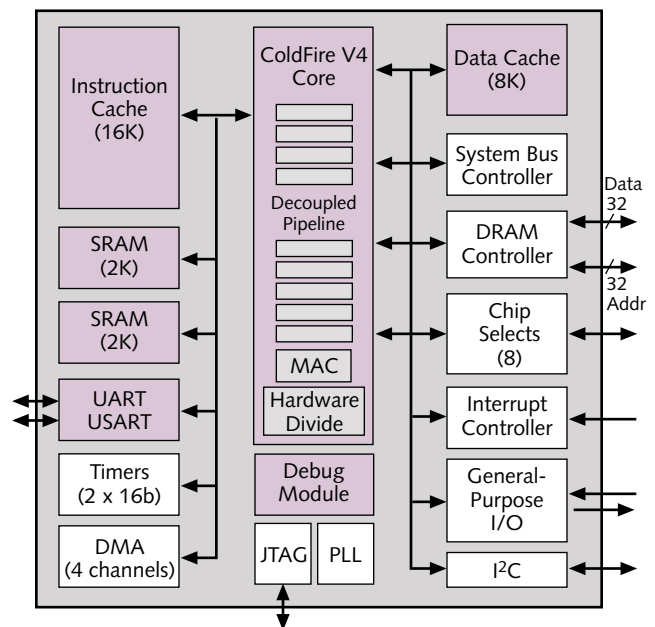 Instruction
Cache
(16K)
SRAM
(2K)
SRAM
(2K)
UART
USART
Timers
(2 x 16b)
DMA
(4 channels)
ColdFire V4
Core
Decoupled
Pipeline
MAC
Hardware
Divide
Debug
Module
JTAG
PLL
Data Cache
(8K)
System Bus
Controller
DRAM
Controller
Chip
Selects
(8)
Interrupt
Controller
General-
Purpose
I/O
I²C
Data
32
32
Addr